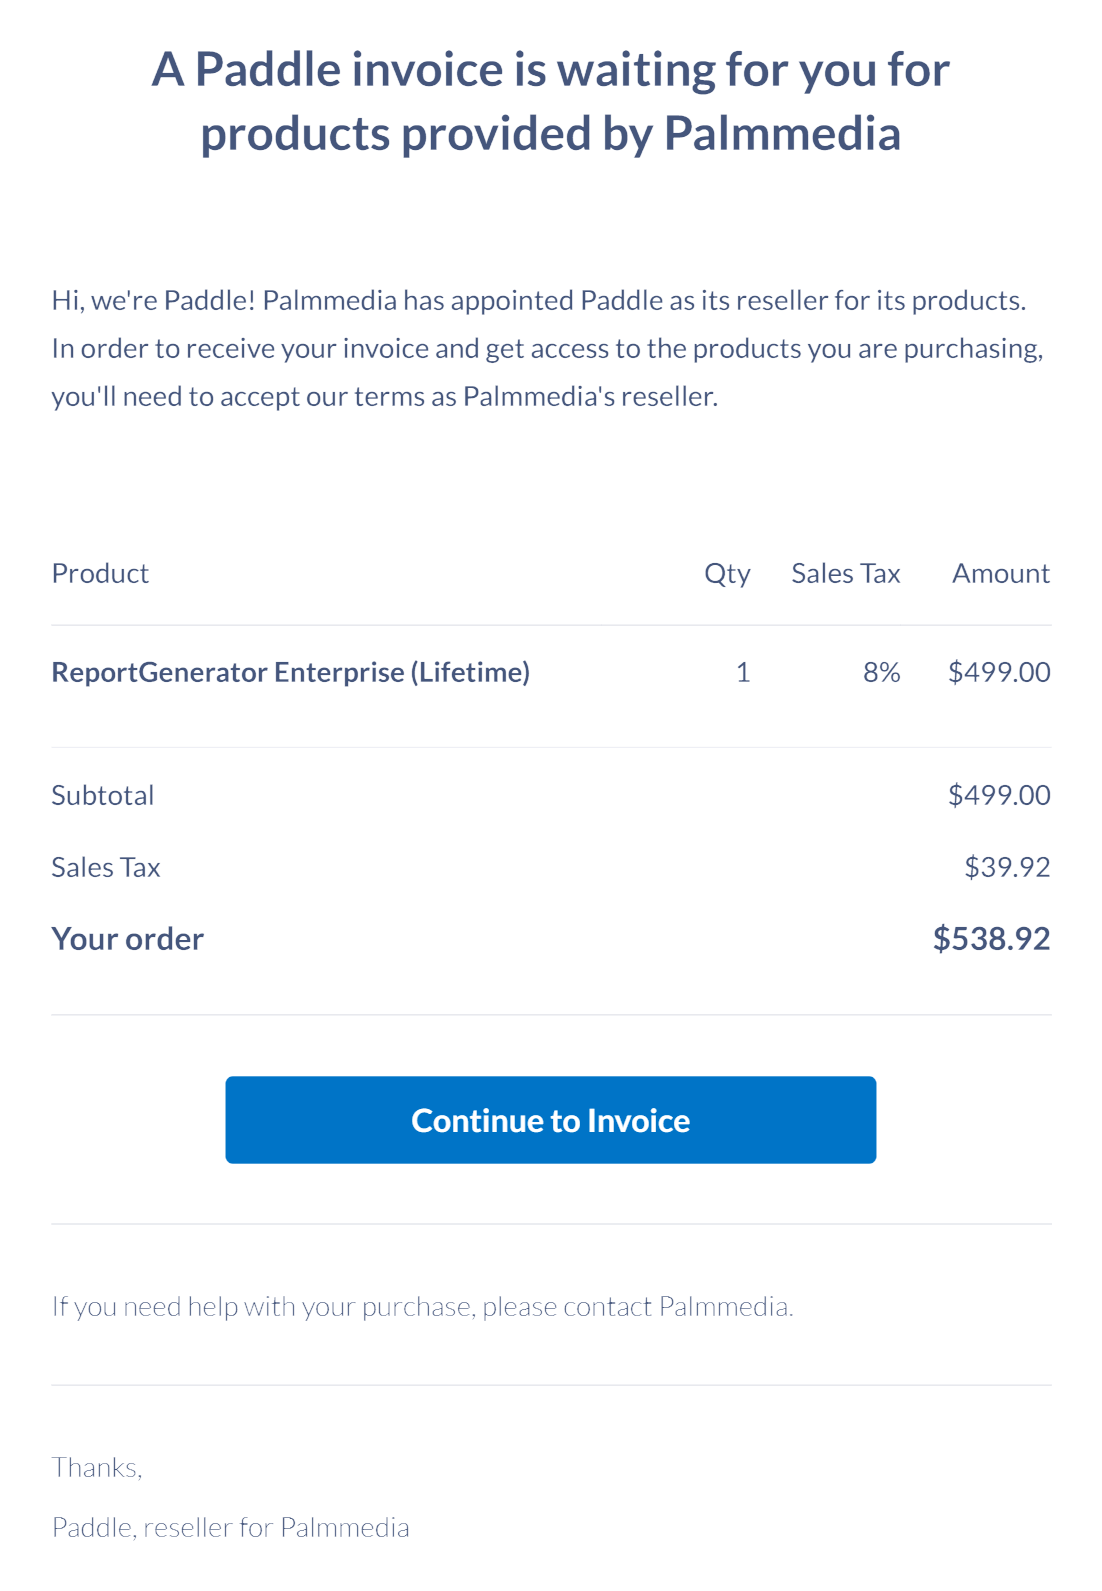 A Paddle invoice is waiting for you for
products provided by Palmmedia
Hi, we're Paddle! Palmmedia has appointed Paddle as its reseller for its products.
In order to receive your invoice and get access to the products you are purchasing,
you'll need to accept our terms as Palmmedia's reseller.
Product Qty Sales Tax Amount
ReportGenerator Enterprise (Lifetime) 1 8% $499.00
Subtotal $499.00
Sales Tax $39.92
Your order $538.92
Continue to Invoice
If you need help with your purchase, please contact Palmmedia.
Thanks,
Paddle, reseller for Palmmedia